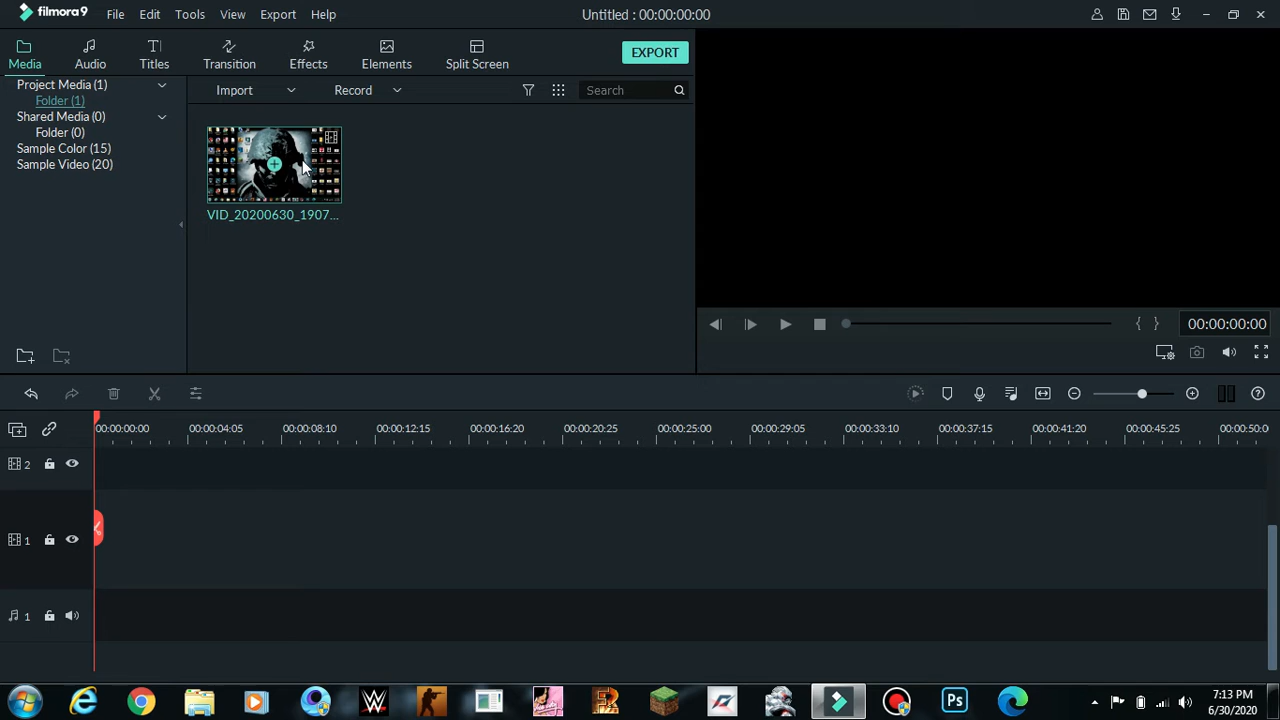 filmora9 File Edit Tools View Export Help Untitled : 00:00:00:00
Media Audio Titles Transition Effects Elements Split Screen EXPORT
Project Media (1)
Folder (1)
Shared Media (0)
Folder (0)
Sample Color (15)
Sample Video (20)
Import Record Search
VID_20200630_1907...
00:00:00:00
00:00:00:00 00:00:04:05 00:00:08:10 00:00:12:15 00:00:16:20 00:00:20:25 00:00:25:00 00:00:29:05 00:00:33:10 00:00:37:15 00:00:41:20 00:00:45:25 00:00:50:0
2
1
1
W
Ps
7:13 PM
6/30/2020